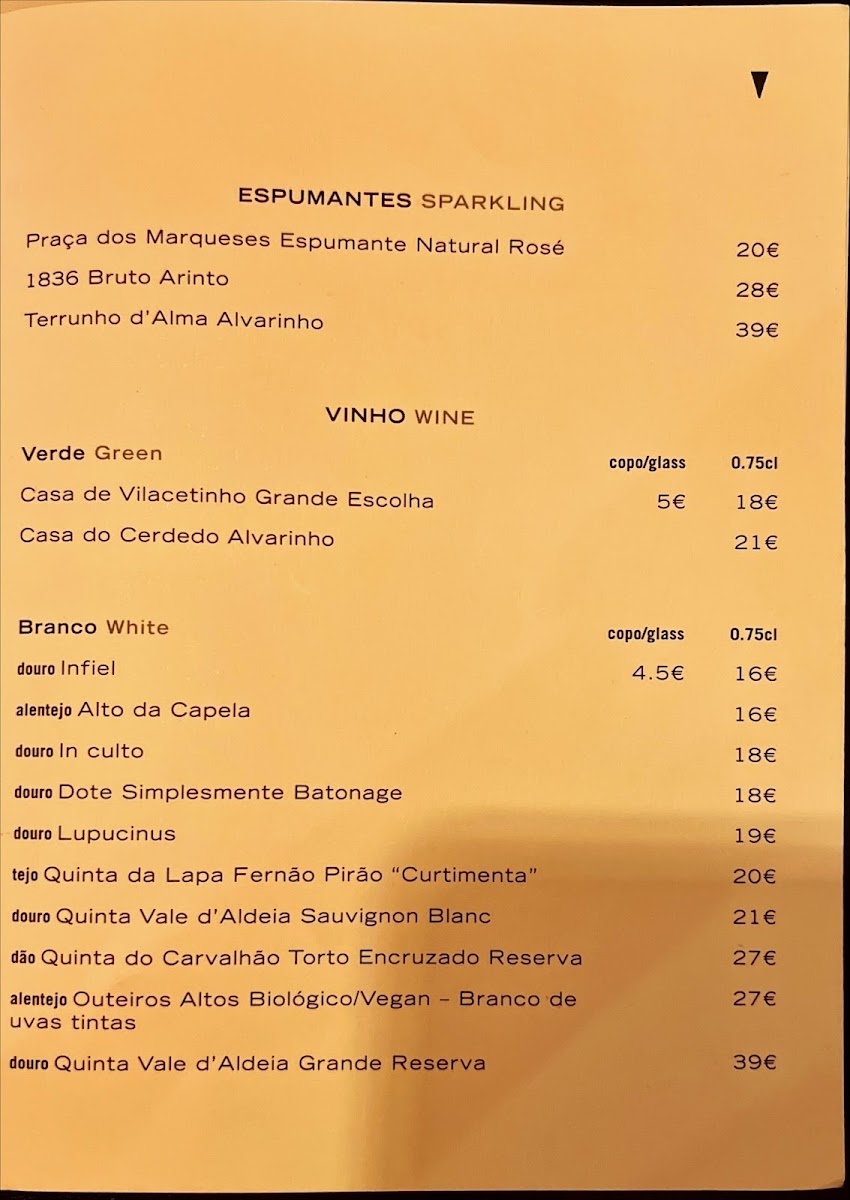 ESPUMANTES SPARKLING
Praça dos Marqueses Espumante Natural Rosé 20€
1836 Bruto Arinto 28€
Terrunho d'Alma Alvarinho 39€
VINHO WINE
Verde Green copo/glass 0.75cl
Casa de Vilacetinho Grande Escolha 5€ 18€
Casa do Cerdedo Alvarinho 21€
Branco White copo/glass 0.75cl
douro Infiel 4.5€ 16€
alentejo Alto da Capela 16€
douro In culto 18€
douro Dote Simplesmente Batonage 18€
douro Lupucinus 19€
tejo Quinta da Lapa Fernão Pirão “Curtimenta” 20€
douro Quinta Vale d’Aldeia Sauvignon Blanc 21€
dão Quinta do Carvalhão Torto Encruzado Reserva 27€
alentejo Outeiros Altos Biológico/Vegan – Branco de 27€
uvas tintas
douro Quinta Vale d’Aldeia Grande Reserva 39€